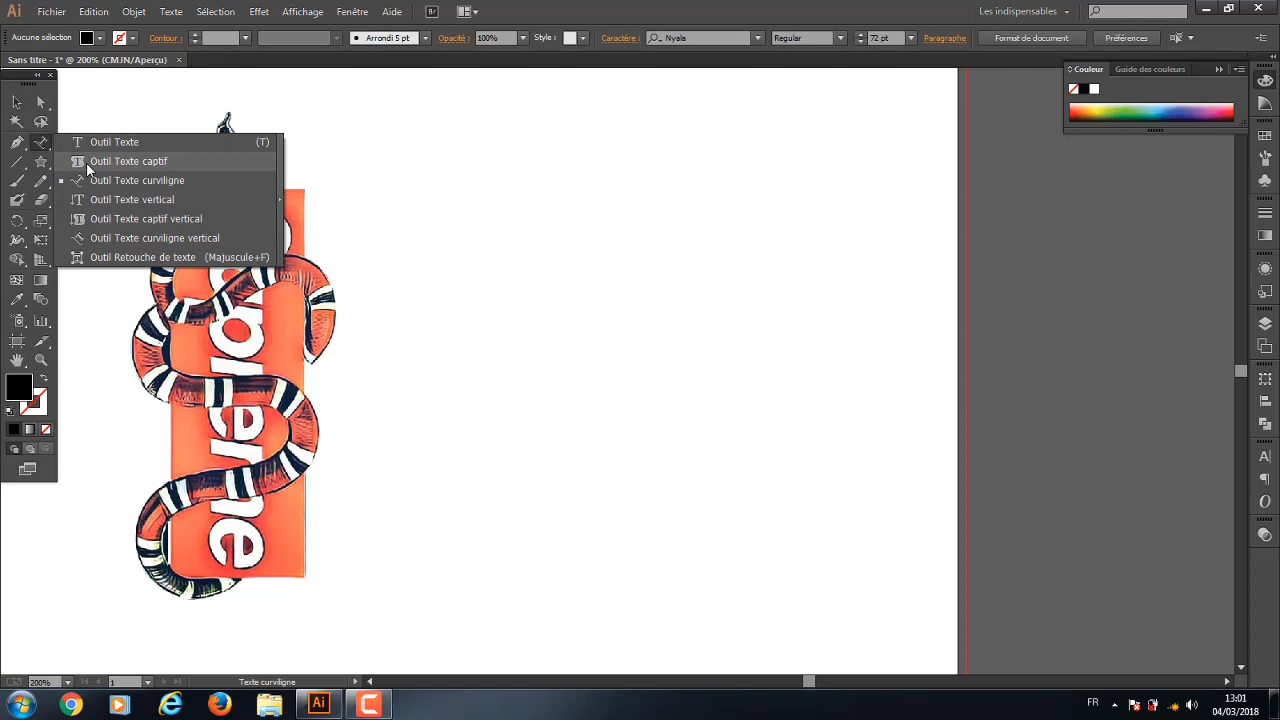 Ai Fichier Edition Objet Texte Sélection Effet Affichage Fenêtre Aide Br Les indispensables
Aucune sélection Contour : Arrondi 5 pt Opacité : 100% Style : Caractère : Nyala Regular 72 pt Paragraphe Format de document Préférences
Sans titre - 1* @ 200% (CMJN/Aperçu) ×
Couleur Guide des couleurs
Outil Texte (T)
Outil Texte captif
Outil Texte curviligne
Outil Texte vertical
Outil Texte captif vertical
Outil Texte curviligne vertical
Outil Retouche de texte (Majuscule+F)
200% 1 Texte curviligne
Ai FR 13:01
04/03/2018